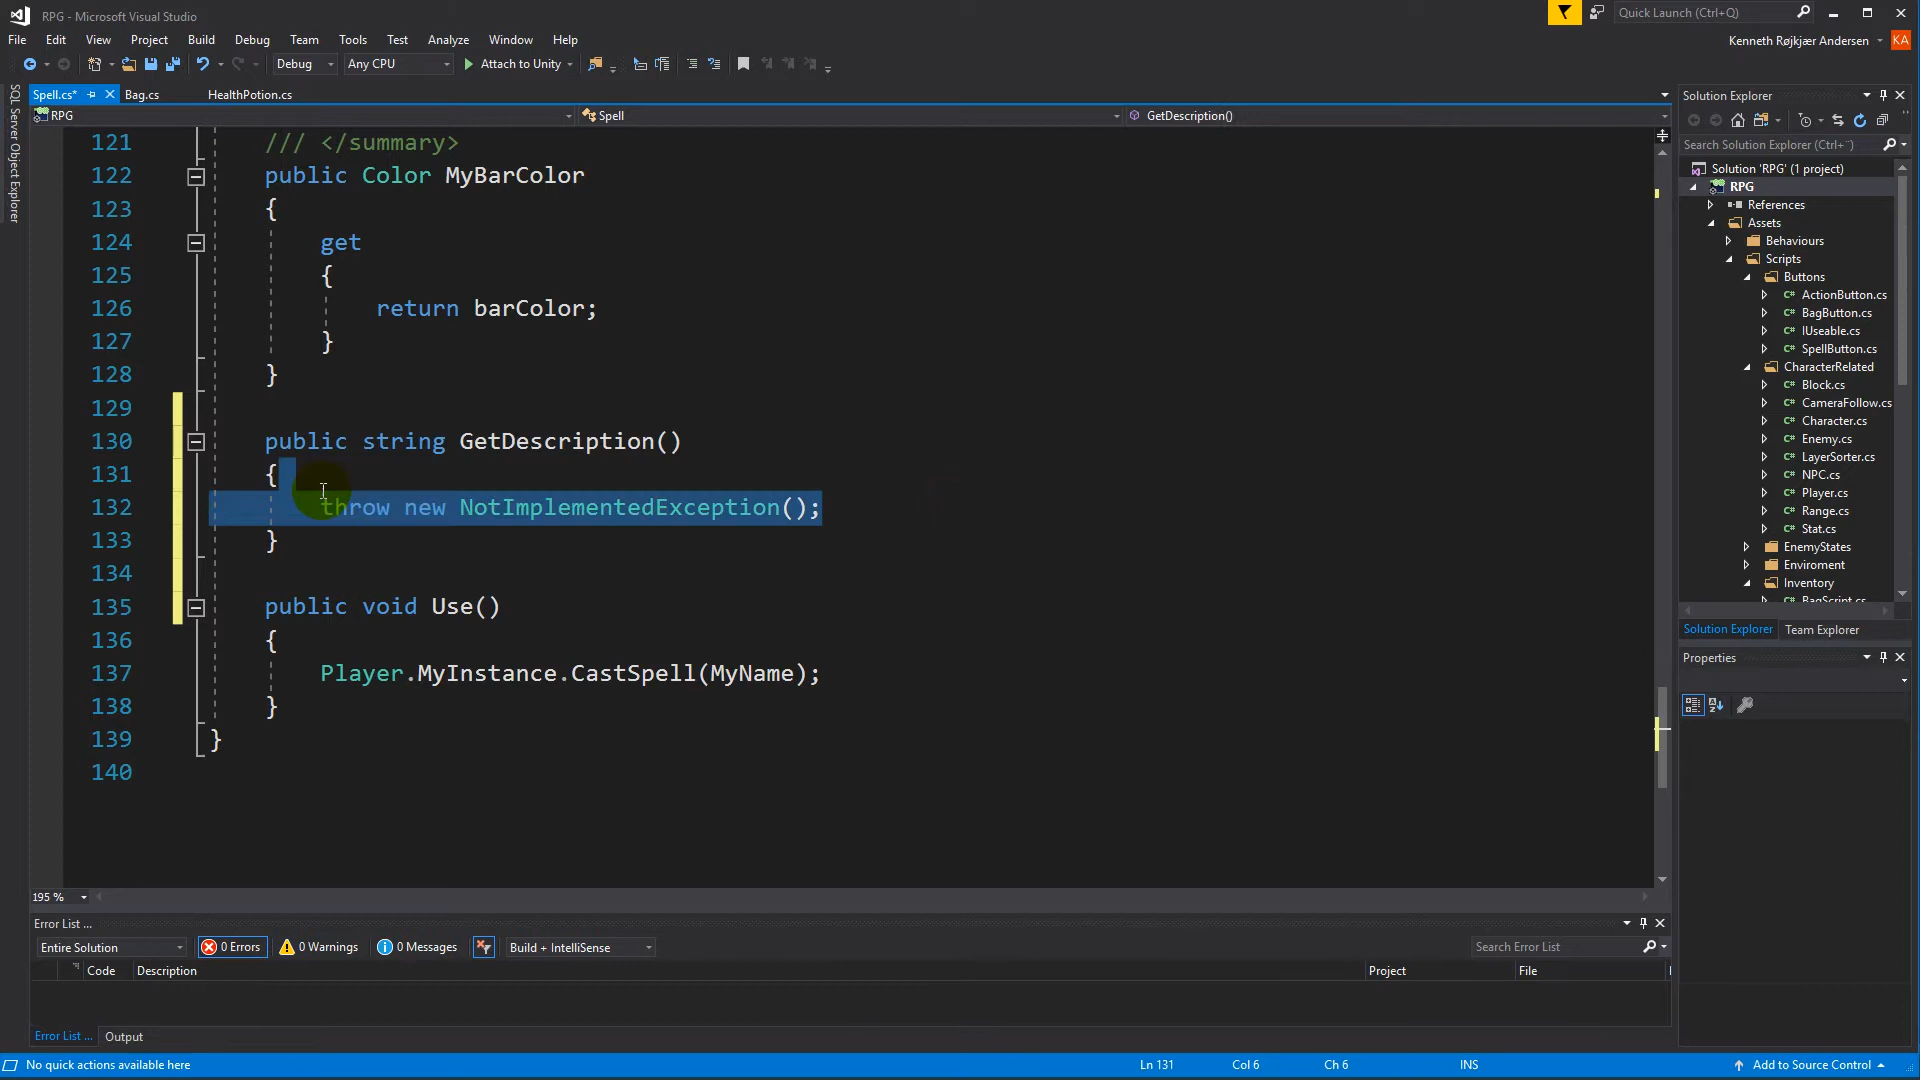 RPG - Microsoft Visual Studio
Quick Launch (Ctrl+Q)
File Edit View Project Build Debug Team Tools Test Analyze Window Help
Kenneth Røjkjær Andersen KA
Debug Any CPU Attach to Unity
SQL Server Object Explorer
Spell.cs* Bag.cs HealthPotion.cs
RPG Spell GetDescription()
121 /// </summary>
122 public Color MyBarColor
123 {
124 get
125 {
126 return barColor;
127 }
128 }
129
130 public string GetDescription()
131 {
132 throw new NotImplementedException();
133 }
134
135 public void Use()
136 {
137 Player.MyInstance.CastSpell(MyName);
138 }
139 }
140
195 %
Solution Explorer
Search Solution Explorer (Ctrl+¨)
Solution 'RPG' (1 project)
RPG
References
Assets
Behaviours
Scripts
Buttons
C# ActionButton.cs
C# BagButton.cs
C# IUseable.cs
C# SpellButton.cs
CharacterRelated
C# Block.cs
C# CameraFollow.cs
C# Character.cs
C# Enemy.cs
C# LayerSorter.cs
C# NPC.cs
C# Player.cs
C# Range.cs
C# Stat.cs
EnemyStates
Enviroment
Inventory
C# BagScript.cs
Solution Explorer Team Explorer
Properties
Error List ...
Entire Solution 0 Errors 0 Warnings 0 Messages Build + IntelliSense Search Error List
Code Description Project File
Error List ... Output
No quick actions available here Ln 131 Col 6 Ch 6 INS Add to Source Control